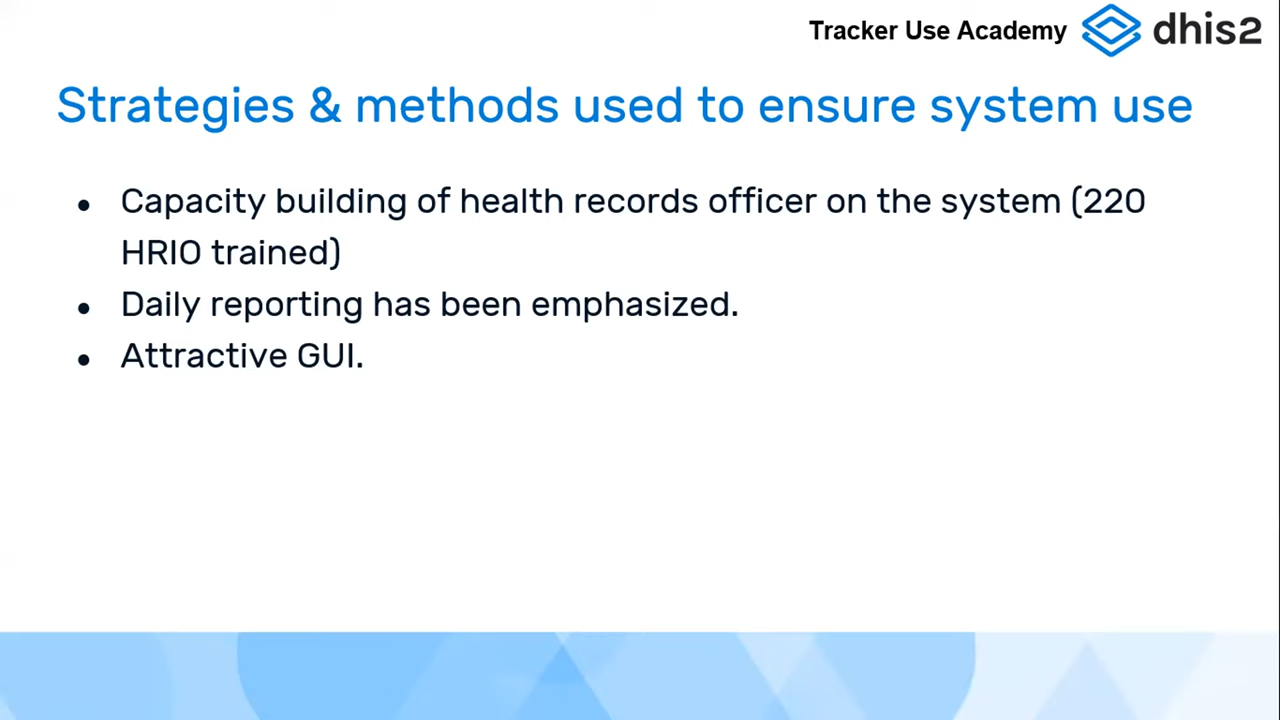 Tracker Use Academy dhis2
Strategies & methods used to ensure system use
• Capacity building of health records officer on the system (220
HRIO trained)
• Daily reporting has been emphasized.
• Attractive GUI.